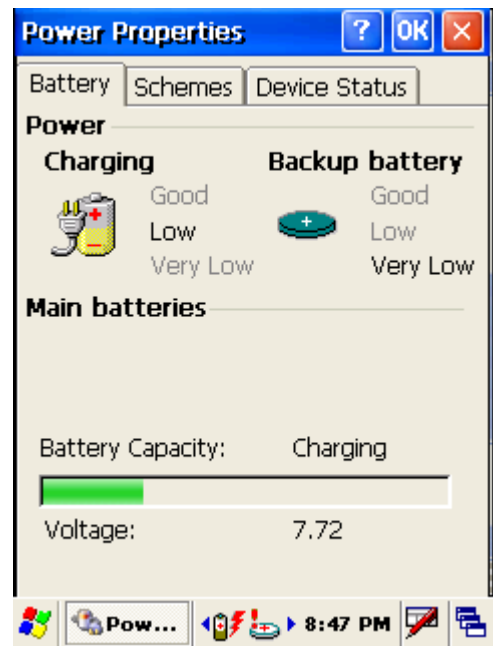 Power Properties ? OK X
Battery Schemes Device Status
Power
Charging Backup battery
Good Good
Low Low
Very Low Very Low
Main batteries
Battery Capacity: Charging
Voltage: 7.72
Pow... 8:47 PM